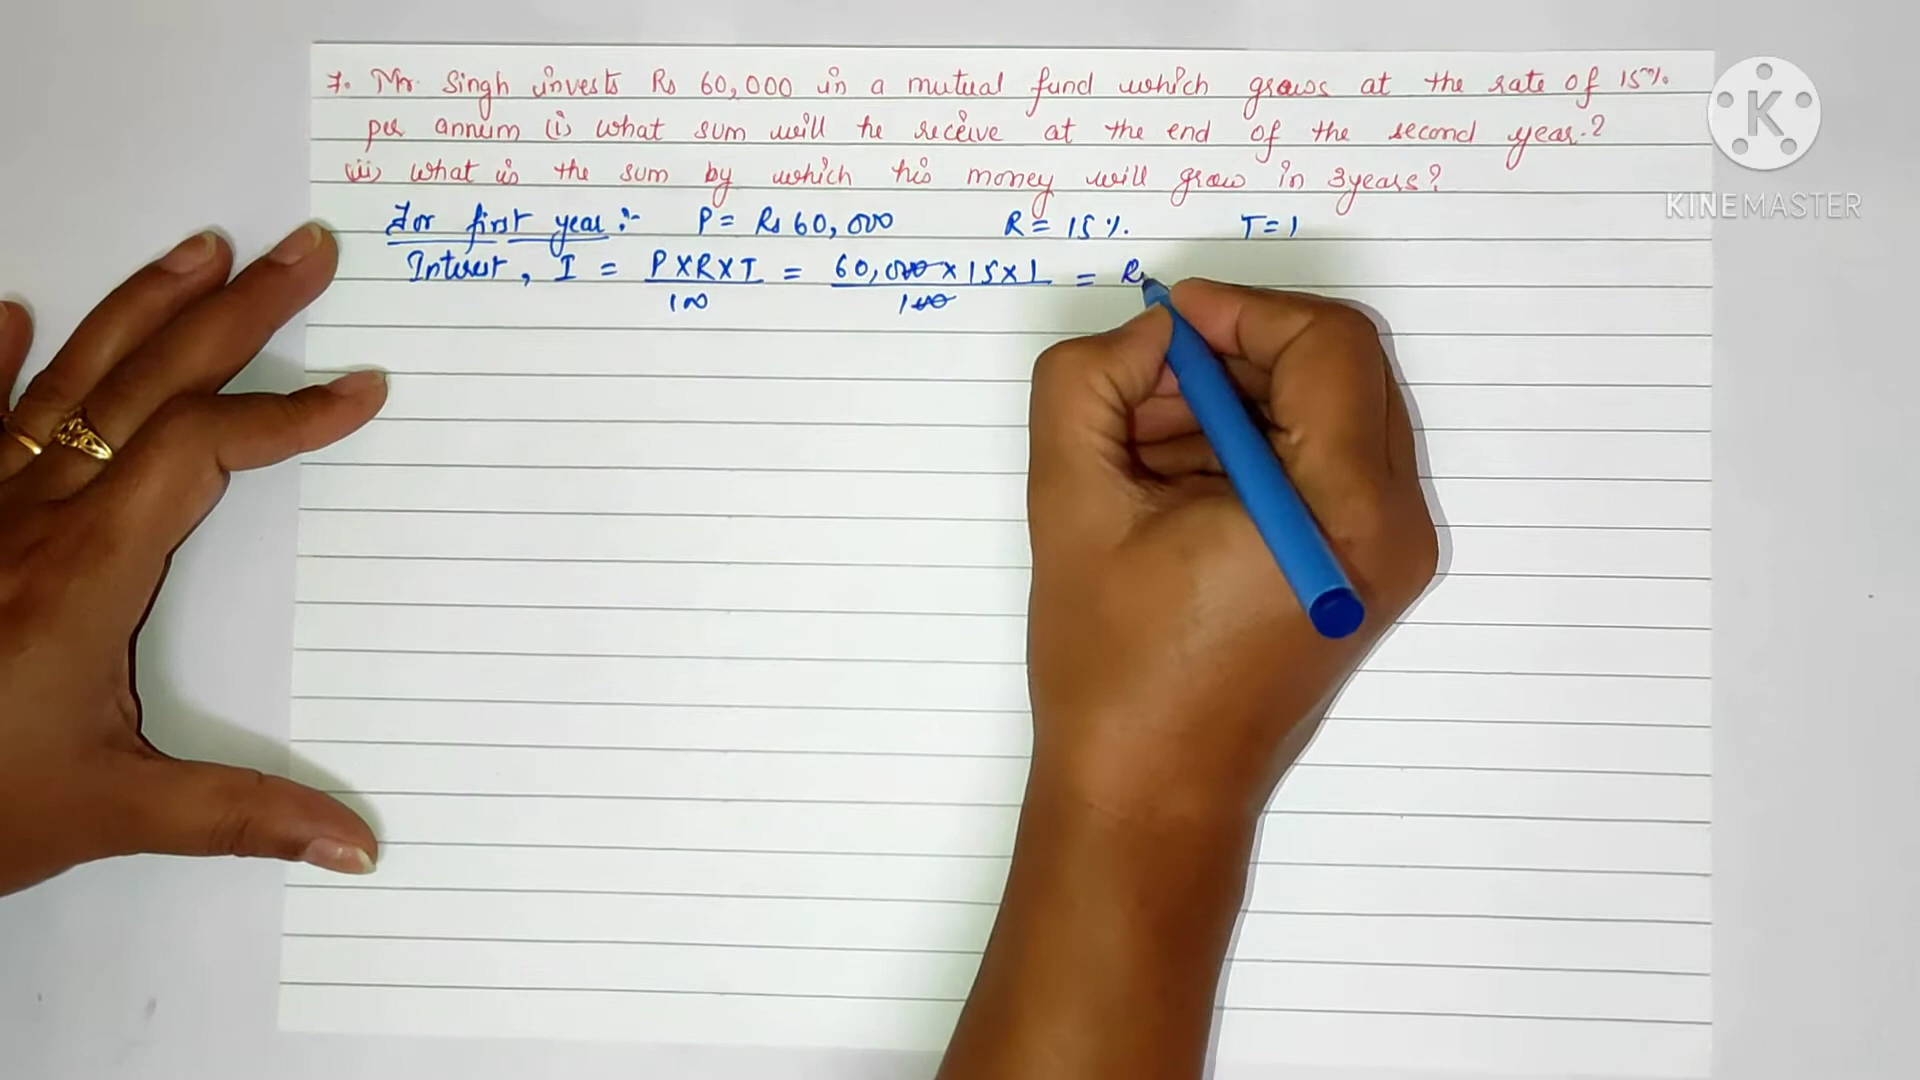 7. Mr. Singh invests Rs 60,000 in a mutual fund which grows at the rate of 15%
per annum (i) what sum will he receive at the end of the second year.?
(ii) what is the sum by which his money will grow in 3years?
For first year :- P = Rs 60,000 R = 15 %. T = 1
Interest, I = P×R×T = 60,000×15×1 = R
100 100
K
KINEMASTER